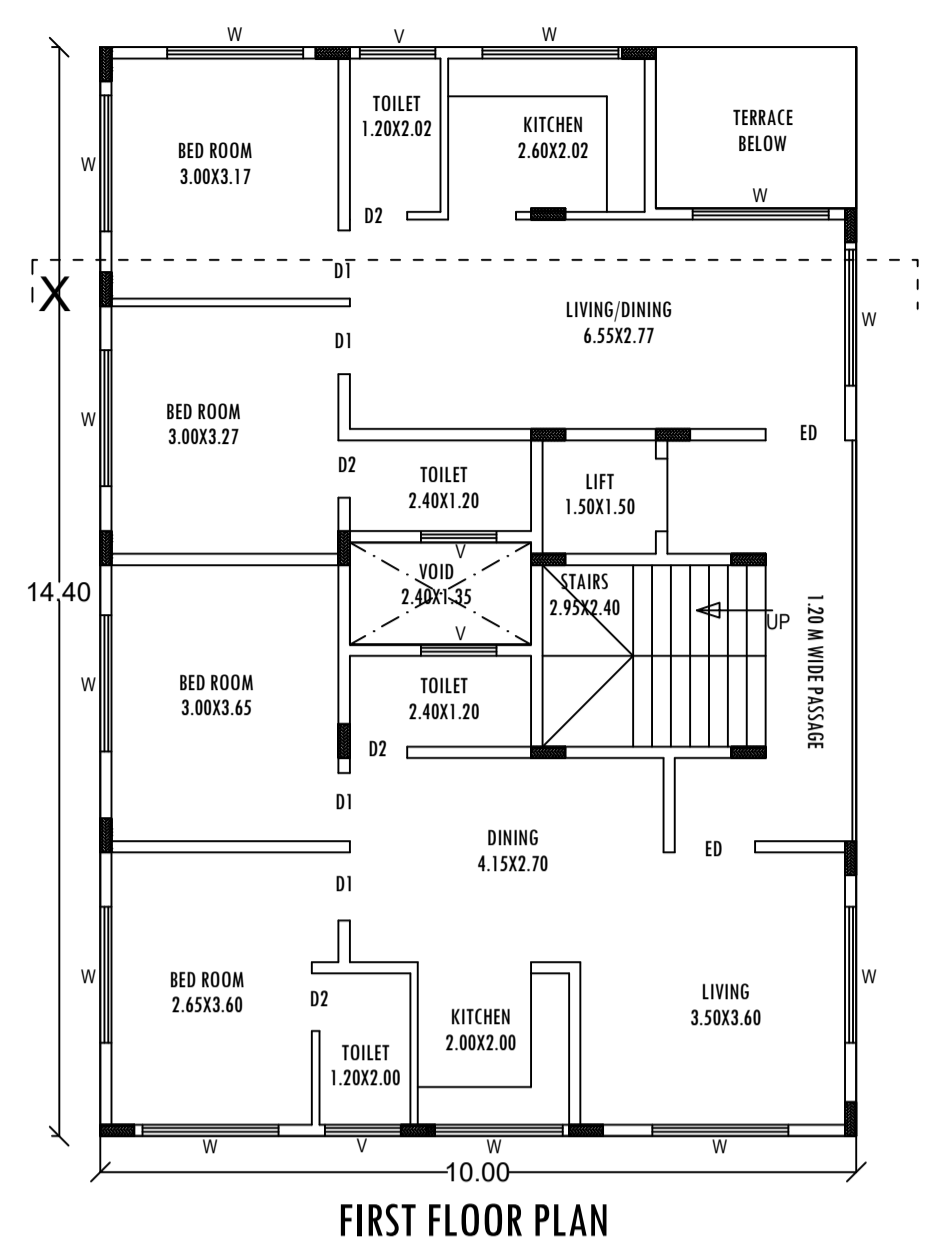 W
V
W
TOILET
1.20X2.02
KITCHEN
2.60X2.02
TERRACE
BELOW
BED ROOM
3.00X3.17
W
W
D2
D1
X
LIVING/DINING
6.55X2.77
W
D1
BED ROOM
3.00X3.27
W
ED
D2
TOILET
2.40X1.20
LIFT
1.50X1.50
V
VOID
2.40X1.35
STAIRS
2.95X2.40
14.40
UP
1.20 M WIDE PASSAGE
V
BED ROOM
3.00X3.65
W
TOILET
2.40X1.20
D2
D1
DINING
4.15X2.70
ED
D1
BED ROOM
2.65X3.60
W
D2
LIVING
3.50X3.60
W
KITCHEN
2.00X2.00
TOILET
1.20X2.00
W
V
W
W
10.00
FIRST FLOOR PLAN